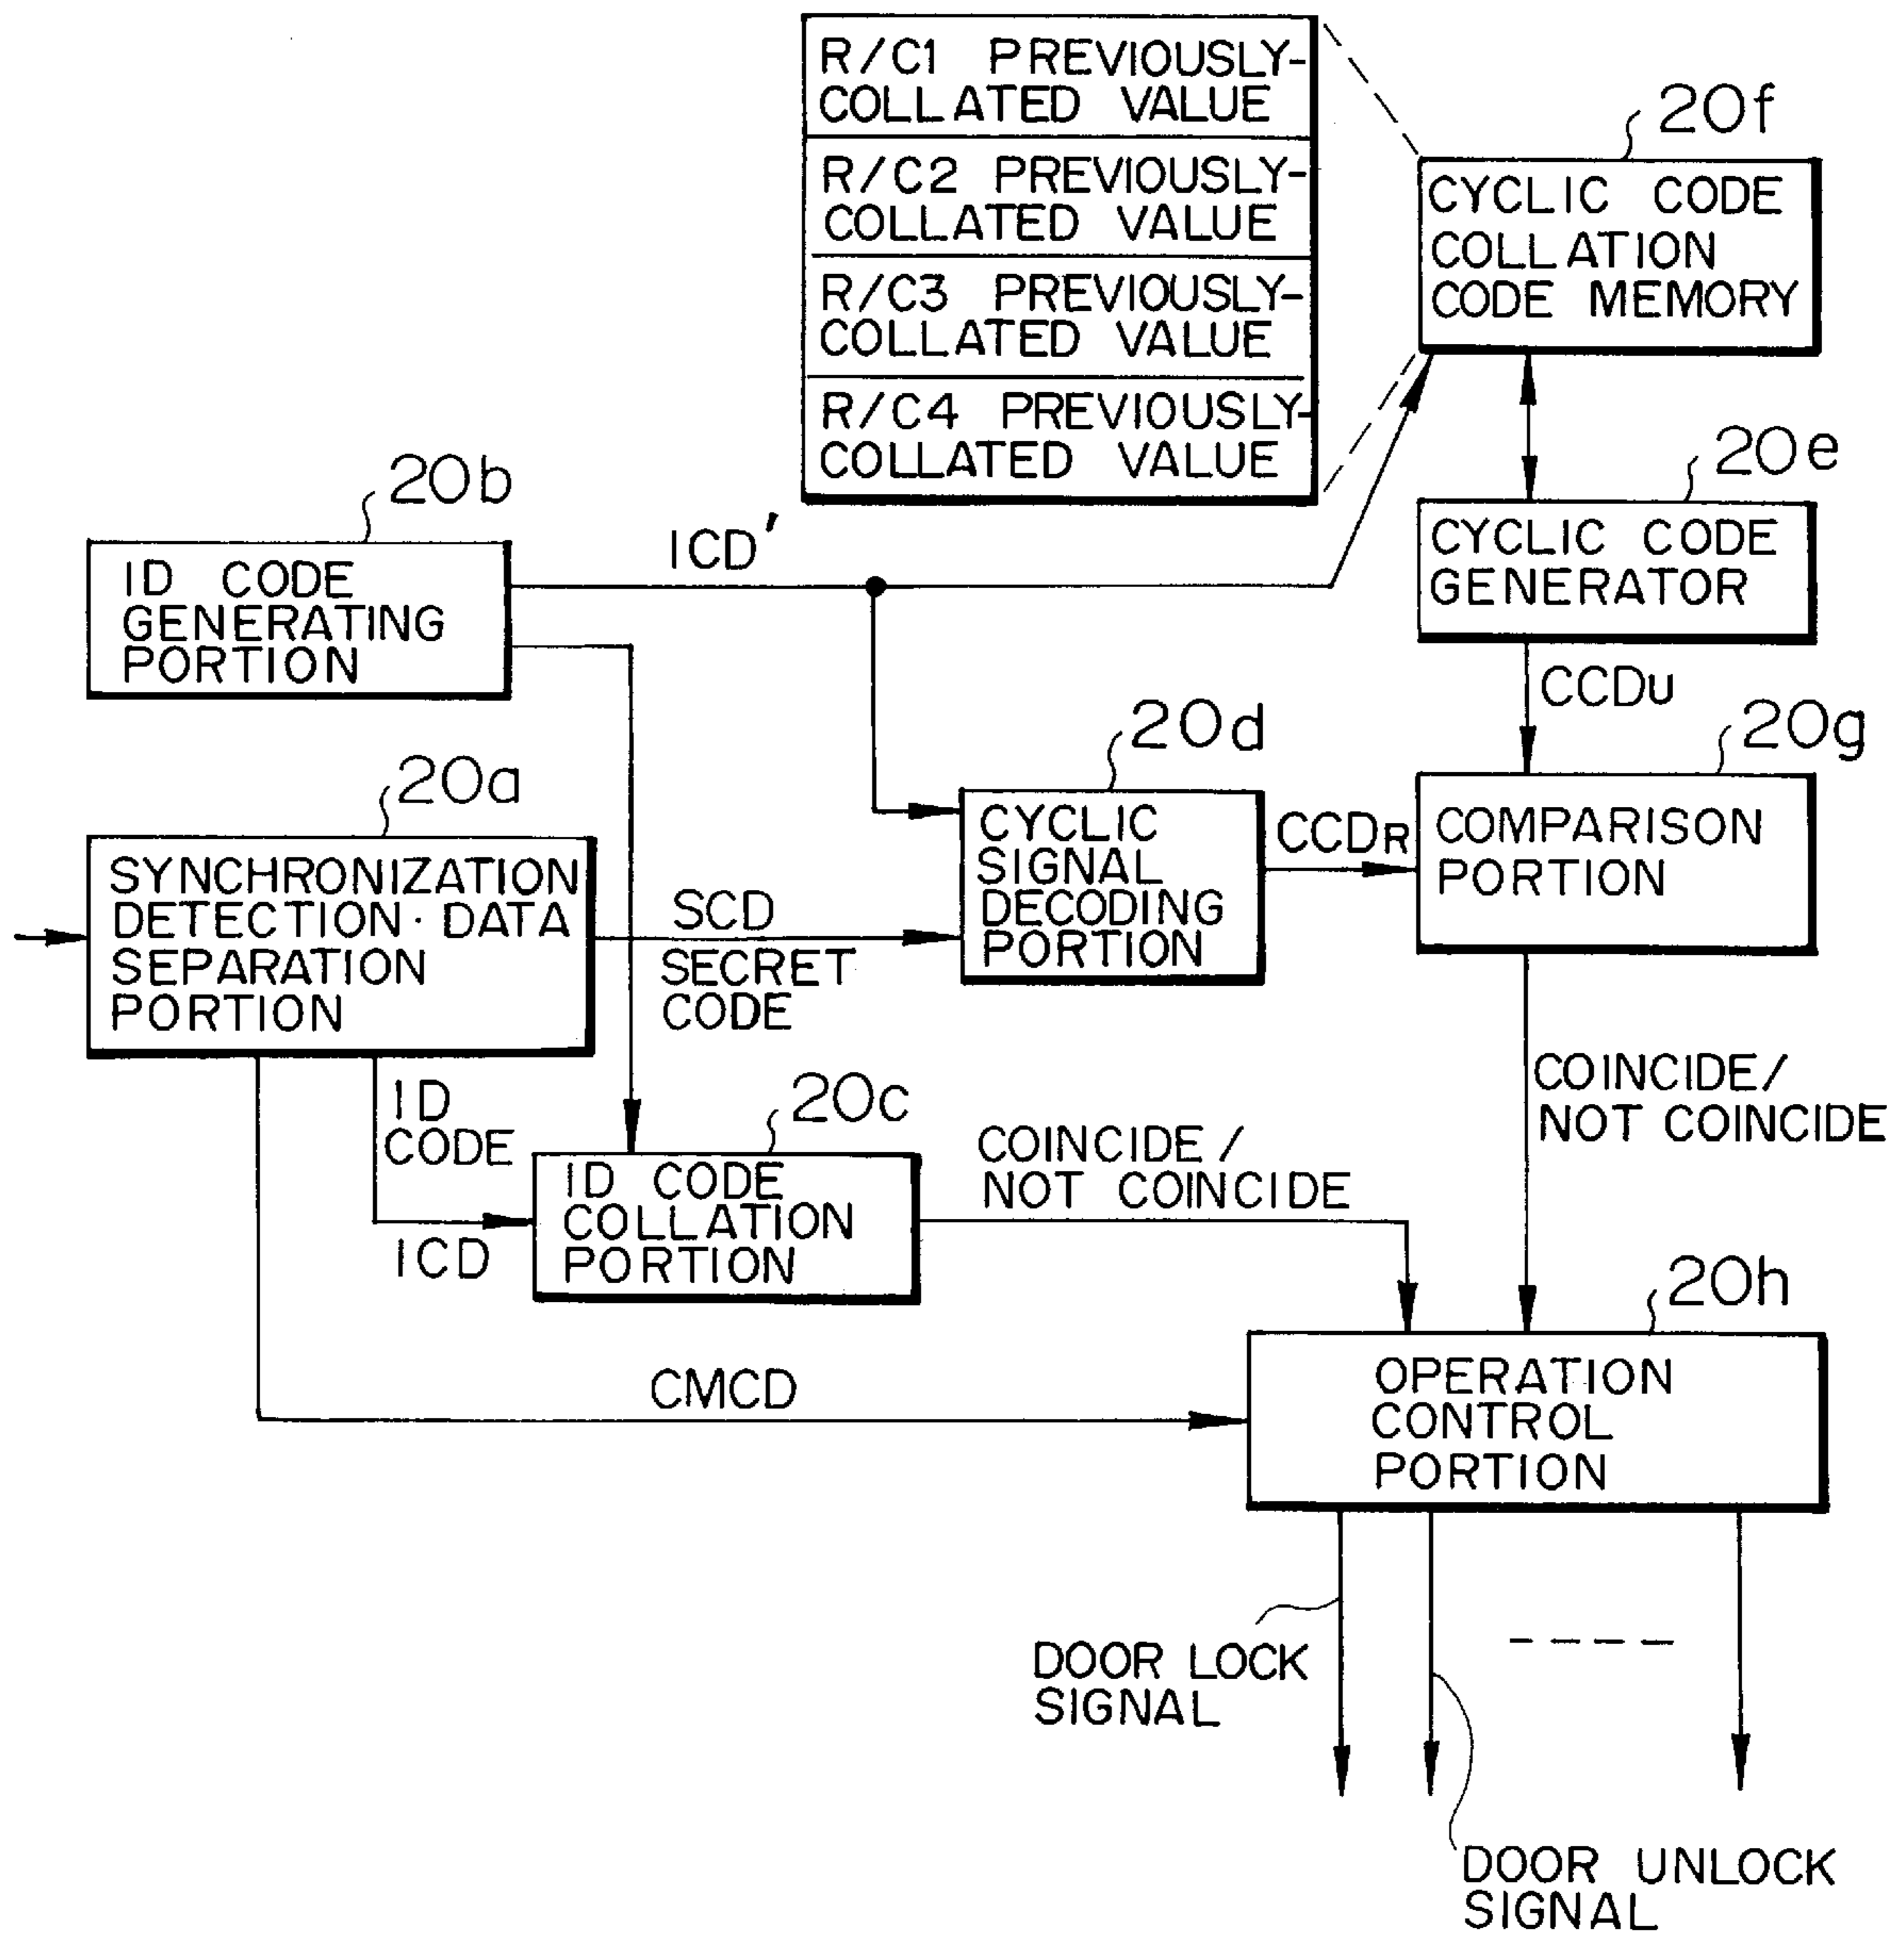 R/C1 PREVIOUSLY-
COLLATED VALUE
R/C2 PREVIOUSLY-
COLLATED VALUE
R/C3 PREVIOUSLY-
COLLATED VALUE
R/C4 PREVIOUSLY-
COLLATED VALUE
20f
CYCLIC CODE
COLLATION
CODE MEMORY
20e
CYCLIC CODE
GENERATOR
CCDU
20b
ID CODE
GENERATING
PORTION
ICD'
20a
SYNCHRONIZATION
DETECTION·DATA
SEPARATION
PORTION
SCD
SECRET
CODE
20d
CYCLIC
SIGNAL
DECODING
PORTION
CCDR
20g
COMPARISON
PORTION
COINCIDE/
NOT COINCIDE
ID
CODE
ICD
20c
ID CODE
COLLATION
PORTION
COINCIDE/
NOT COINCIDE
CMCD
20h
OPERATION
CONTROL
PORTION
DOOR LOCK
SIGNAL
DOOR UNLOCK
SIGNAL